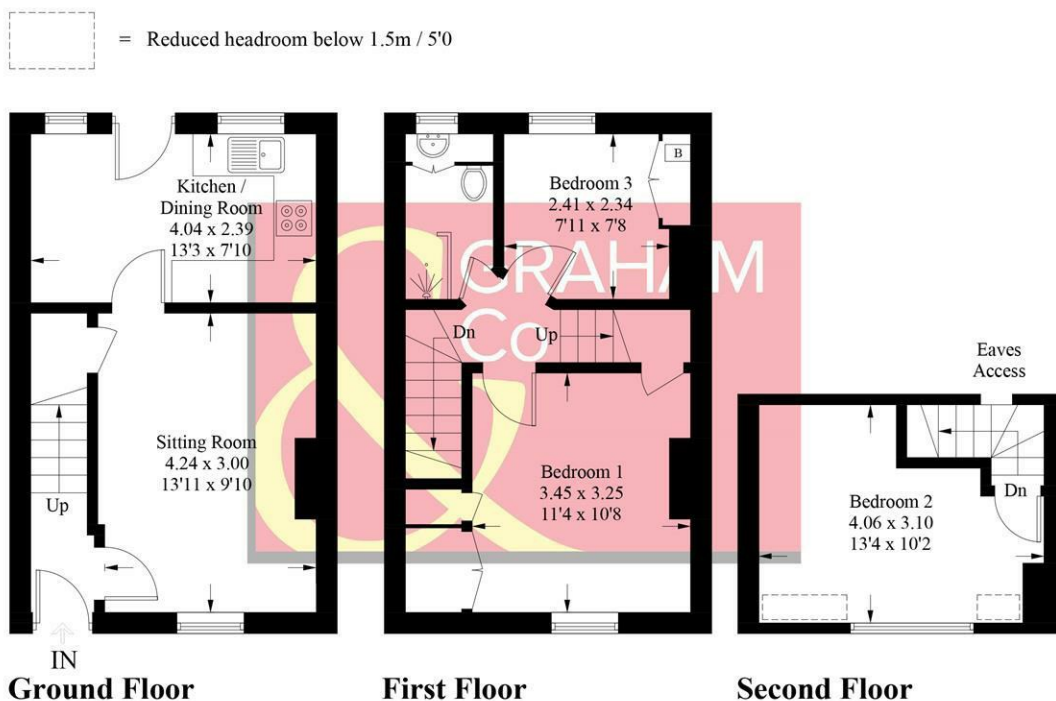 = Reduced headroom below 1.5m / 5'0
Kitchen /
Dining Room
4.04 x 2.39
13'3 x 7'10
Sitting Room
4.24 x 3.00
13'11 x 9'10
Up
IN
Ground Floor
B
Bedroom 3
2.41 x 2.34
7'11 x 7'8
GRAHAM
& Co
Dn
Up
Bedroom 1
3.45 x 3.25
11'4 x 10'8
First Floor
Eaves
Access
Dn
Bedroom 2
4.06 x 3.10
13'4 x 10'2
Second Floor